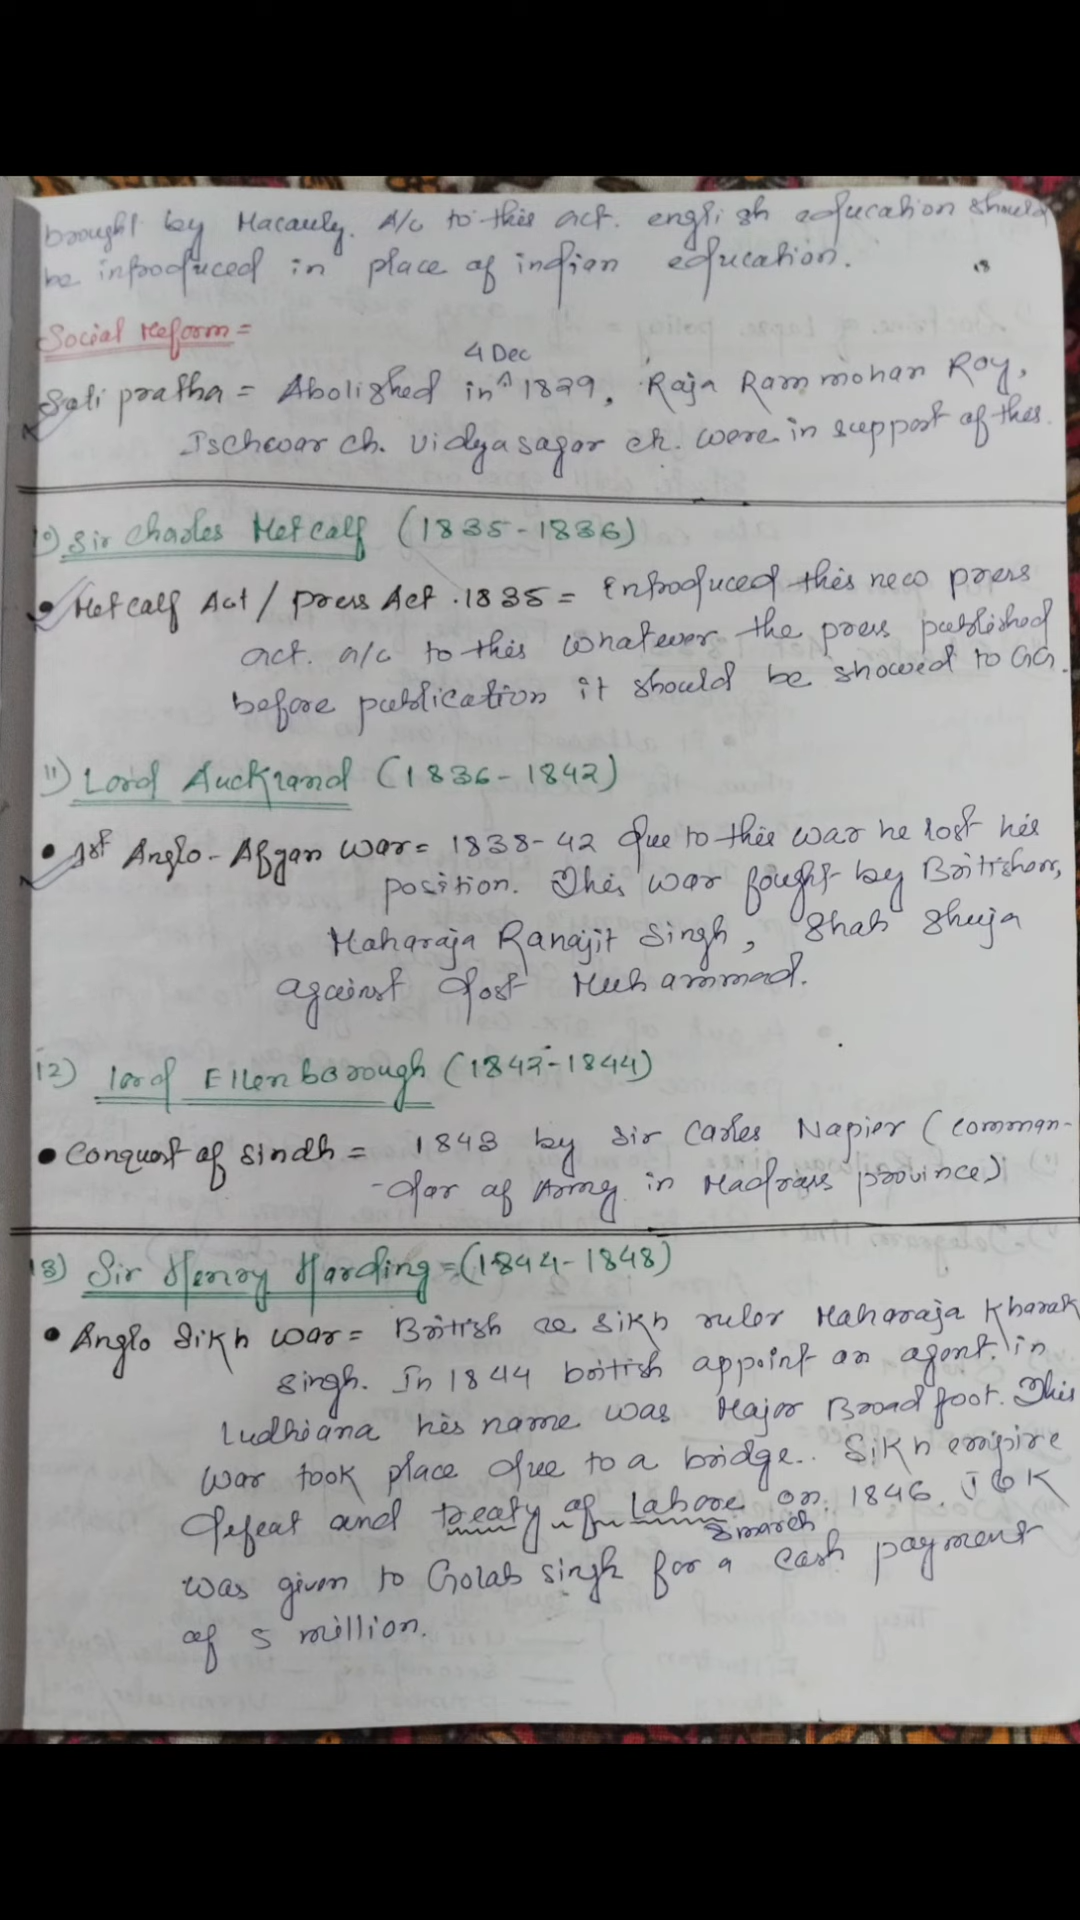 brought by Macauly. A/c to this act. english education should
be introduced in place of indian education.
Social Reform =
4 Dec
Sati pratha = Abolished in ^ 1829, Raja Ram mohan Roy,
Ischwar ch. vidyasagar ch. were in support of this.
10) Sir Charles Metcalf (1835-1836)
• Metcalf Act / press Act . 1835 = Introduced this new press
act. a/c to this whatever the press published
before publication it should be showed to GG.
11) Lord Auckland (1836-1842)
• 1st Anglo-Afgan war = 1838-42 due to this war he lost his
position. This war fought by Britishers,
Maharaja Ranajit Singh, Shah Shuja
against dost Muhammad.
12) lord Ellenborough (1842-1844)
• Conquest of Sindh = 1843 by Sir Carles Napier (comman-
-dar of Army in Madrass province)
13) Sir Henry Harding = (1844-1848)
• Anglo Sikh war = British ce Sikh ruler Maharaja Kharak
singh. In 1844 british appoint an agent in
Ludhiana his name was Major Broad foot. This
war took place due to a bridge.. Sikh empire
defeat and treaty of Lahore on. 1846. J&K
8 march
was given to Golab singh for a cash payment
of 5 million.